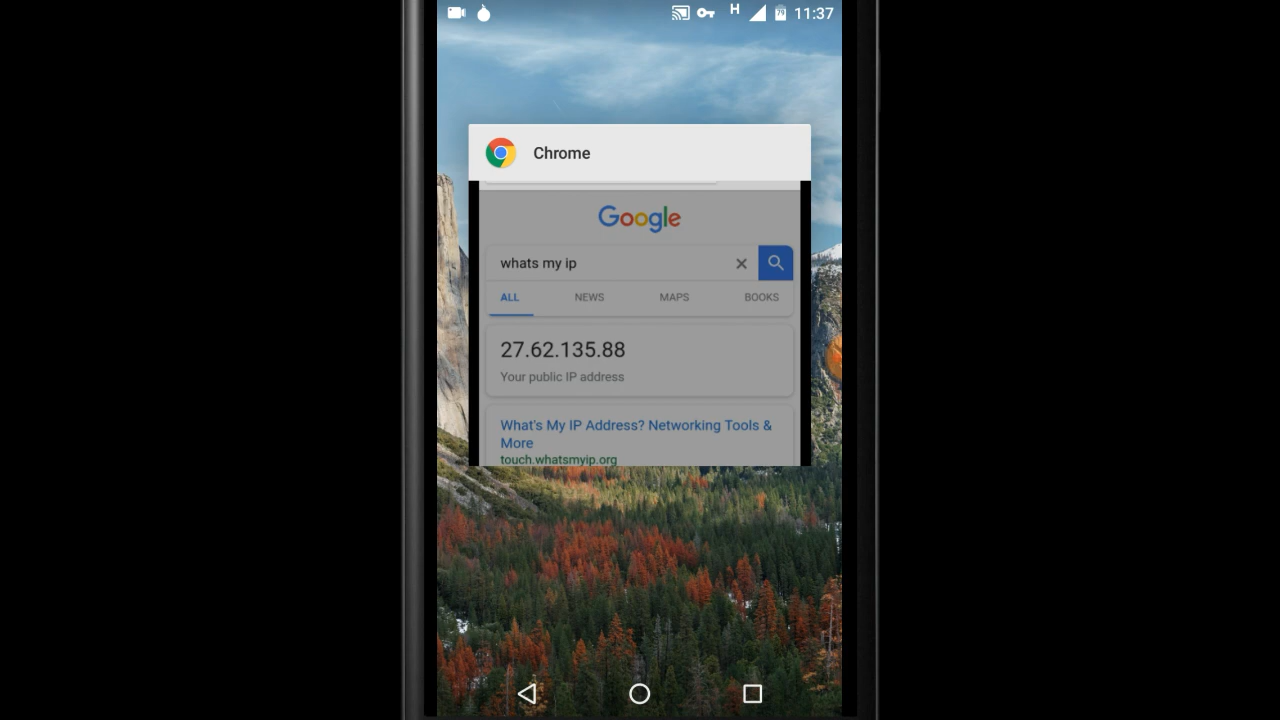 H 79 11:37
Chrome
Google
whats my ip
ALL NEWS MAPS BOOKS
27.62.135.88
Your public IP address
What's My IP Address? Networking Tools &
More
touch.whatsmyip.org